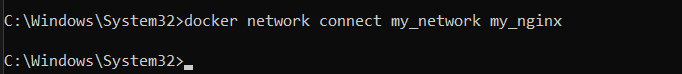 C:\Windows\System32>docker network connect my_network my_nginx
C:\Windows\System32>